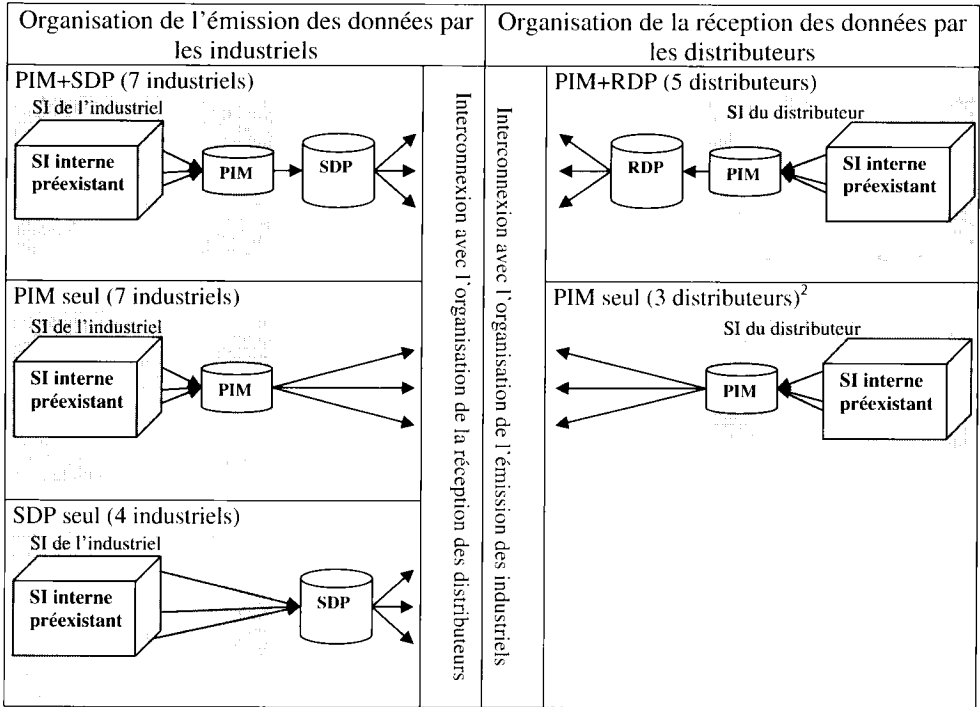 Organisation de l'émission des données par
les industriels
Organisation de la réception des données par
les distributeurs
PIM+SDP (7 industriels)
SI de l'industriel
SI interne
préexistant
PIM
SDP
PIM seul (7 industriels)
SI de l'industriel
SI interne
préexistant
PIM
SDP seul (4 industriels)
SI de l'industriel
SI interne
préexistant
SDP
Interconnexion avec l'organisation de la réception des distributeurs
Interconnexion avec l'organisation de l'émission des industriels
PIM+RDP (5 distributeurs)
SI du distributeur
RDP
PIM
SI interne
préexistant
PIM seul (3 distributeurs)²
SI du distributeur
PIM
SI interne
préexistant